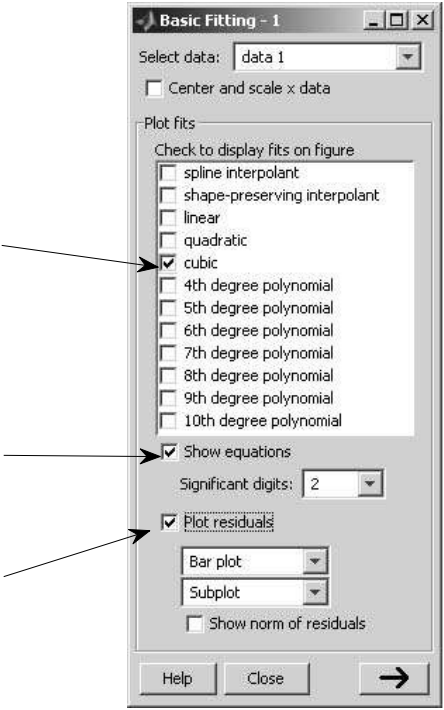 Basic Fitting - 1
Select data: data 1
Center and scale x data
Plot fits
Check to display fits on figure
spline interpolant
shape-preserving interpolant
linear
quadratic
cubic
4th degree polynomial
5th degree polynomial
6th degree polynomial
7th degree polynomial
8th degree polynomial
9th degree polynomial
10th degree polynomial
Show equations
Significant digits: 2
Plot residuals
Bar plot
Subplot
Show norm of residuals
Help Close